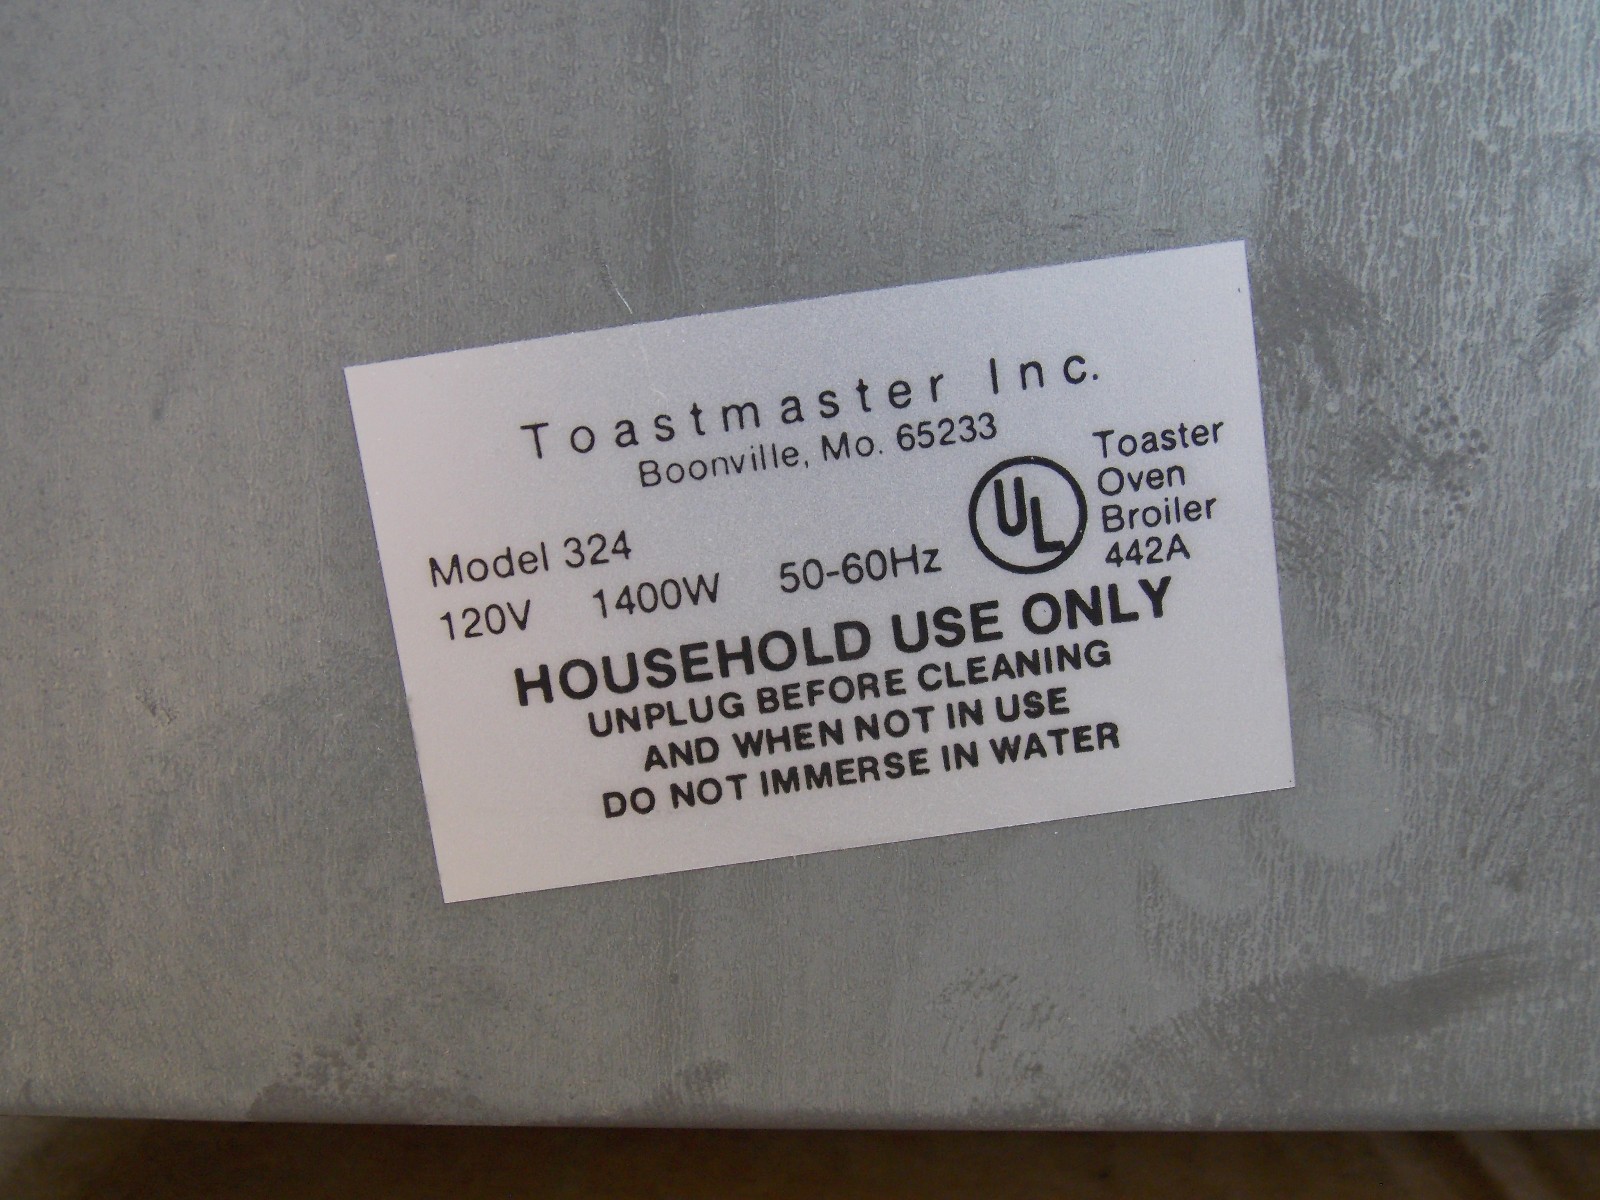 Toastmaster Inc.
Boonville, Mo. 65233
Model 324
120V 1400W 50-60Hz
UL
Toaster
Oven
Broiler
442A
HOUSEHOLD USE ONLY
UNPLUG BEFORE CLEANING
AND WHEN NOT IN USE
DO NOT IMMERSE IN WATER